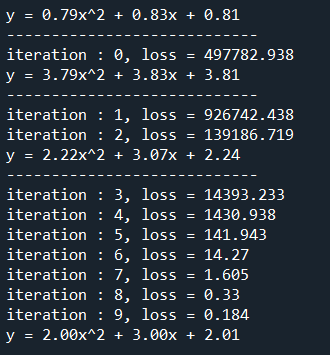 y = 0.79x^2 + 0.83x + 0.81
---------------------------
iteration : 0, loss = 497782.938
y = 3.79x^2 + 3.83x + 3.81
---------------------------
iteration : 1, loss = 926742.438
iteration : 2, loss = 139186.719
y = 2.22x^2 + 3.07x + 2.24
---------------------------
iteration : 3, loss = 14393.233
iteration : 4, loss = 1430.938
iteration : 5, loss = 141.943
iteration : 6, loss = 14.27
iteration : 7, loss = 1.605
iteration : 8, loss = 0.33
iteration : 9, loss = 0.184
y = 2.00x^2 + 3.00x + 2.01